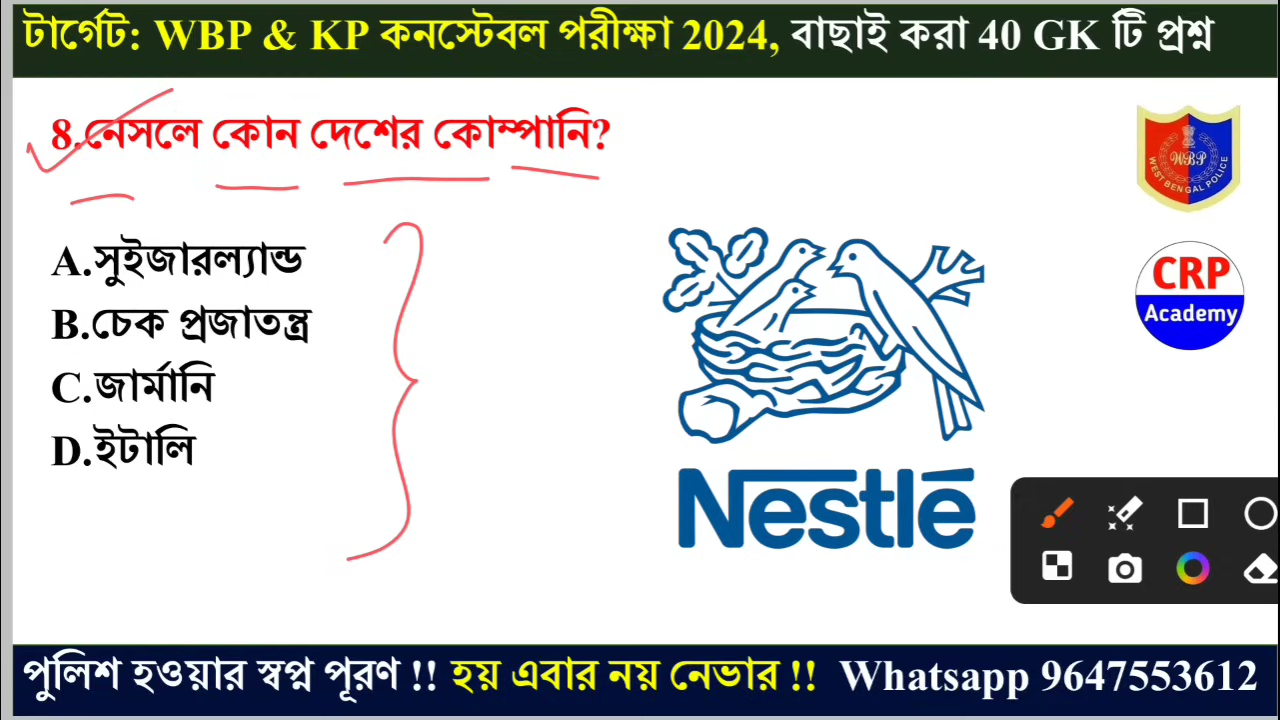 টার্গেট: WBP & KP কনস্টেবল পরীক্ষা 2024, বাছাই করা 40 GK টি প্রশ্ন
8.নেসলে কোন দেশের কোম্পানি?
A.সুইজারল্যান্ড
B.চেক প্রজাতন্ত্র
C.জার্মানি
D.ইটালি
WBP
WEST BENGAL POLICE
CRP
Academy
Nestlé
পুলিশ হওয়ার স্বপ্ন পূরণ !! হয় এবার নয় নেভার !! Whatsapp 9647553612